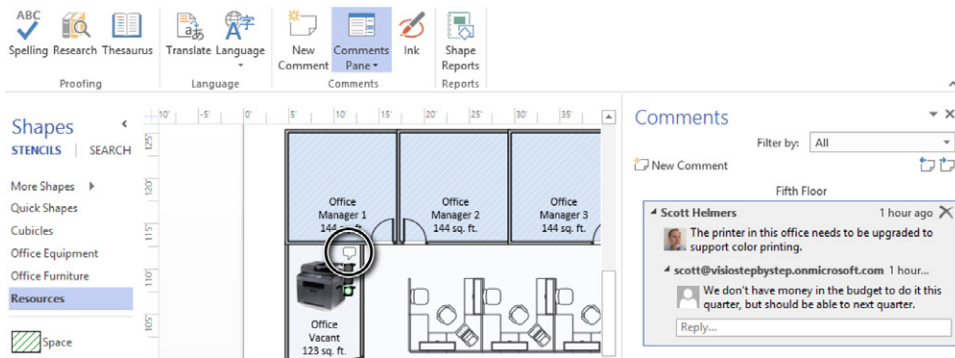 ABC
Spelling Research Thesaurus
Translate Language
New Comment
Comments Pane
Ink
Shape Reports
Proofing
Language
Comments
Reports
Shapes
STENCILS | SEARCH
More Shapes
Quick Shapes
Cubicles
Office Equipment
Office Furniture
Resources
Space
-10' -5' 0' 5' 10' 15' 20' 25' 30' 35'
125'
120'
115'
110'
105'
Office
Manager 1
144 sq. ft.
Office
Manager 2
144 sq. ft.
Office
Manager 3
144 sq. ft.
Office
Vacant
123 sq. ft.
Comments
Filter by: All
New Comment
Fifth Floor
Scott Helmers 1 hour ago
The printer in this office needs to be upgraded to
support color printing.
scott@visiostepbystep.onmicrosoft.com 1 hour...
We don't have money in the budget to do it this
quarter, but should be able to next quarter.
Reply...